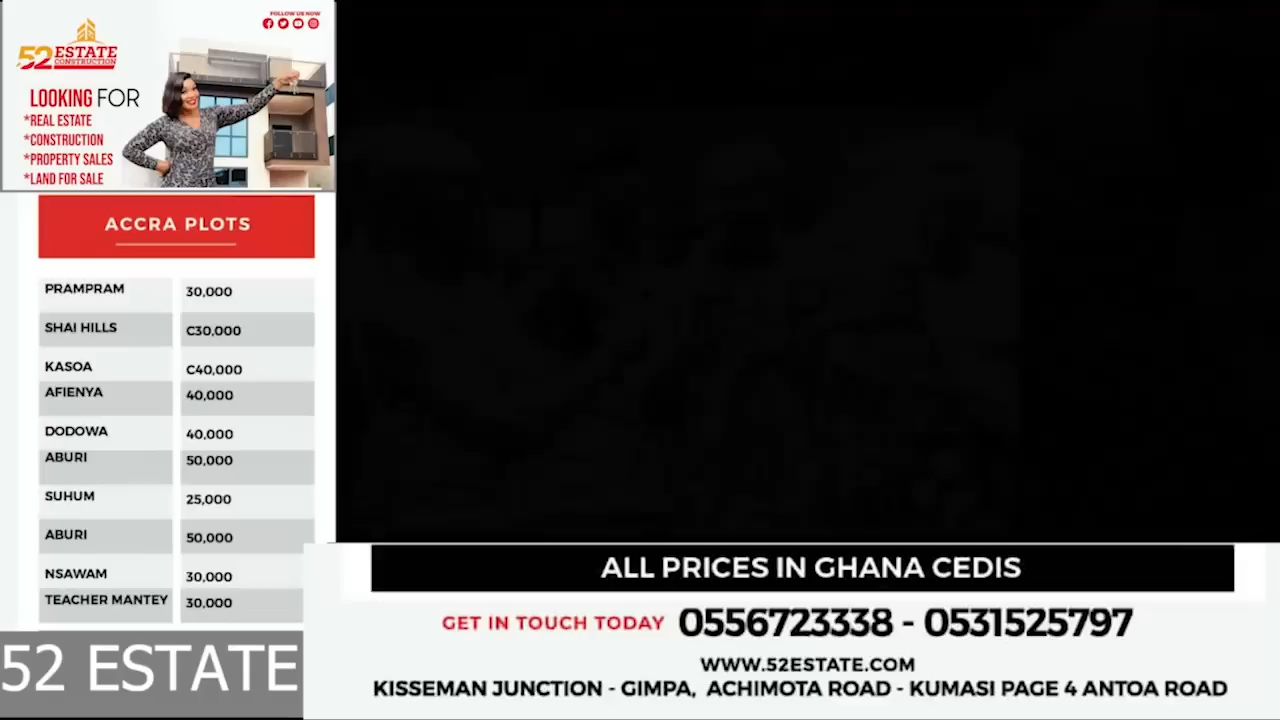 FOLLOW US NOW
52 ESTATE
CONSTRUCTION
LOOKING FOR
*REAL ESTATE
*CONSTRUCTION
*PROPERTY SALES
*LAND FOR SALE
ACCRA PLOTS
PRAMPRAM 30,000
SHAI HILLS C30,000
KASOA C40,000
AFIENYA 40,000
DODOWA 40,000
ABURI 50,000
SUHUM 25,000
ABURI 50,000
NSAWAM 30,000
TEACHER MANTEY 30,000
52 ESTATE
ALL PRICES IN GHANA CEDIS
GET IN TOUCH TODAY 0556723338 - 0531525797
WWW.52ESTATE.COM
KISSEMAN JUNCTION - GIMPA, ACHIMOTA ROAD - KUMASI PAGE 4 ANTOA ROAD